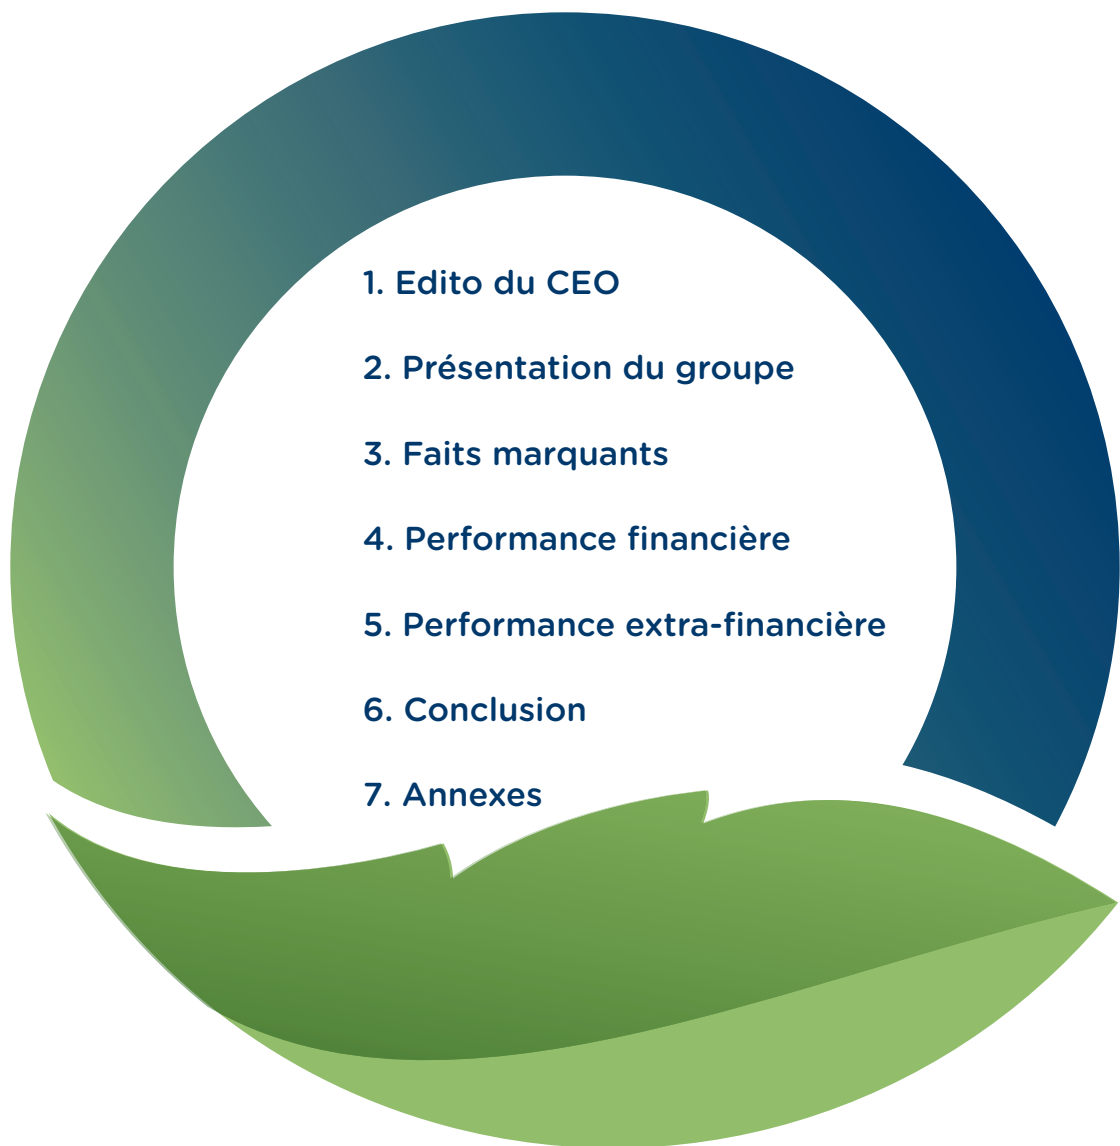 1. Edito du CEO
2. Présentation du groupe
3. Faits marquants
4. Performance financière
5. Performance extra-financière
6. Conclusion
7. Annexes